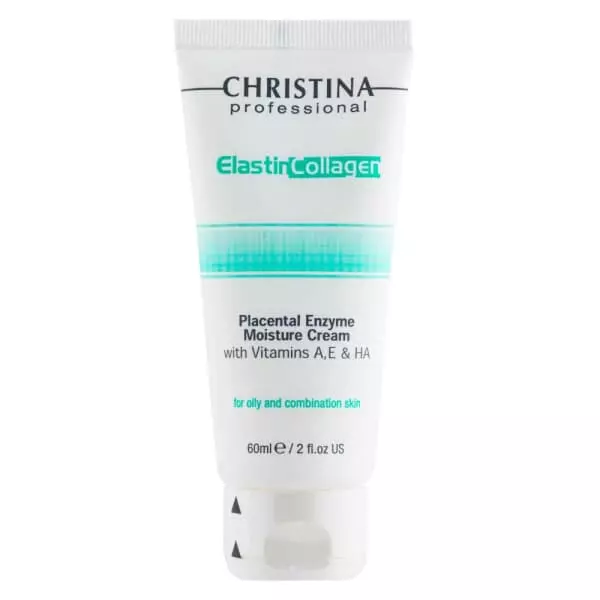 CHRISTINA
professional
ElastinCollagen
Placental Enzyme
Moisture Cream
with Vitamins A,E & HA
for oily and combination skin
60ml ℮ / 2 fl.oz US